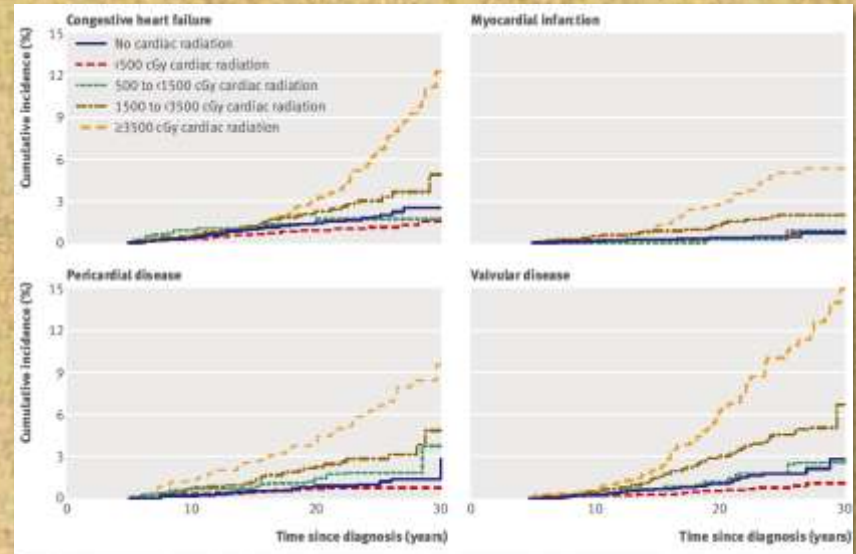 Congestive heart failure
Myocardial infarction
Cumulative incidence (%)
15
12
9
6
3
0
No cardiac radiation
<500 cGy cardiac radiation
500 to <1500 cGy cardiac radiation
1500 to <3500 cGy cardiac radiation
≥3500 cGy cardiac radiation
Pericardial disease
Valvular disease
Cumulative incidence (%)
15
12
9
6
3
0
0 10 20 30
0 10 20 30
Time since diagnosis (years)
Time since diagnosis (years)